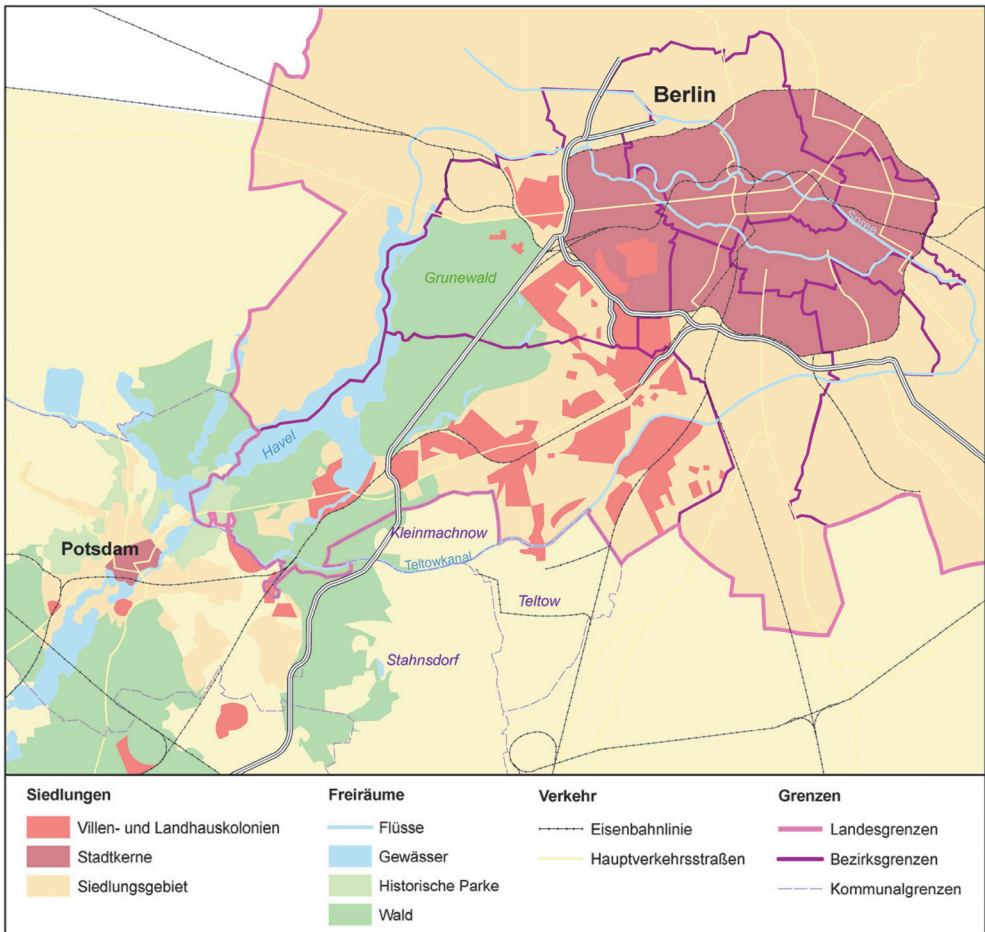 Berlin
Spree
Grunewald
Havel
Kleinmachnow
Potsdam
Teltowkanal
Teltow
Stahnsdorf
Siedlungen
Villen- und Landhauskolonien
Stadtkerne
Siedlungsgebiet
Freiräume
Flüsse
Gewässer
Historische Parke
Wald
Verkehr
Eisenbahnlinie
Hauptverkehrsstraßen
Grenzen
Landesgrenzen
Bezirksgrenzen
Kommunalgrenzen